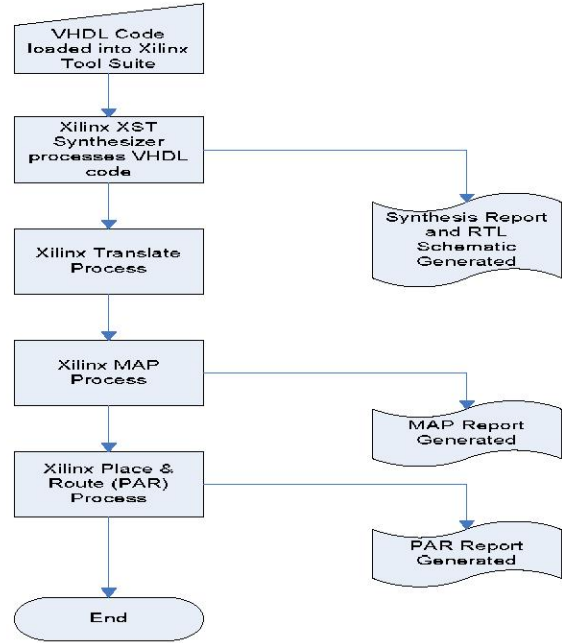 VHDL Code
loaded into Xilinx
Tool Suite
Xilinx XST
Synthesizer
processes VHDL
code
Synthesis Report
and RTL
Schematic
Generated
Xilinx Translate
Process
Xilinx MAP
Process
MAP Report
Generated
Xilinx Place &
Route (PAR)
Process
PAR Report
Generated
End